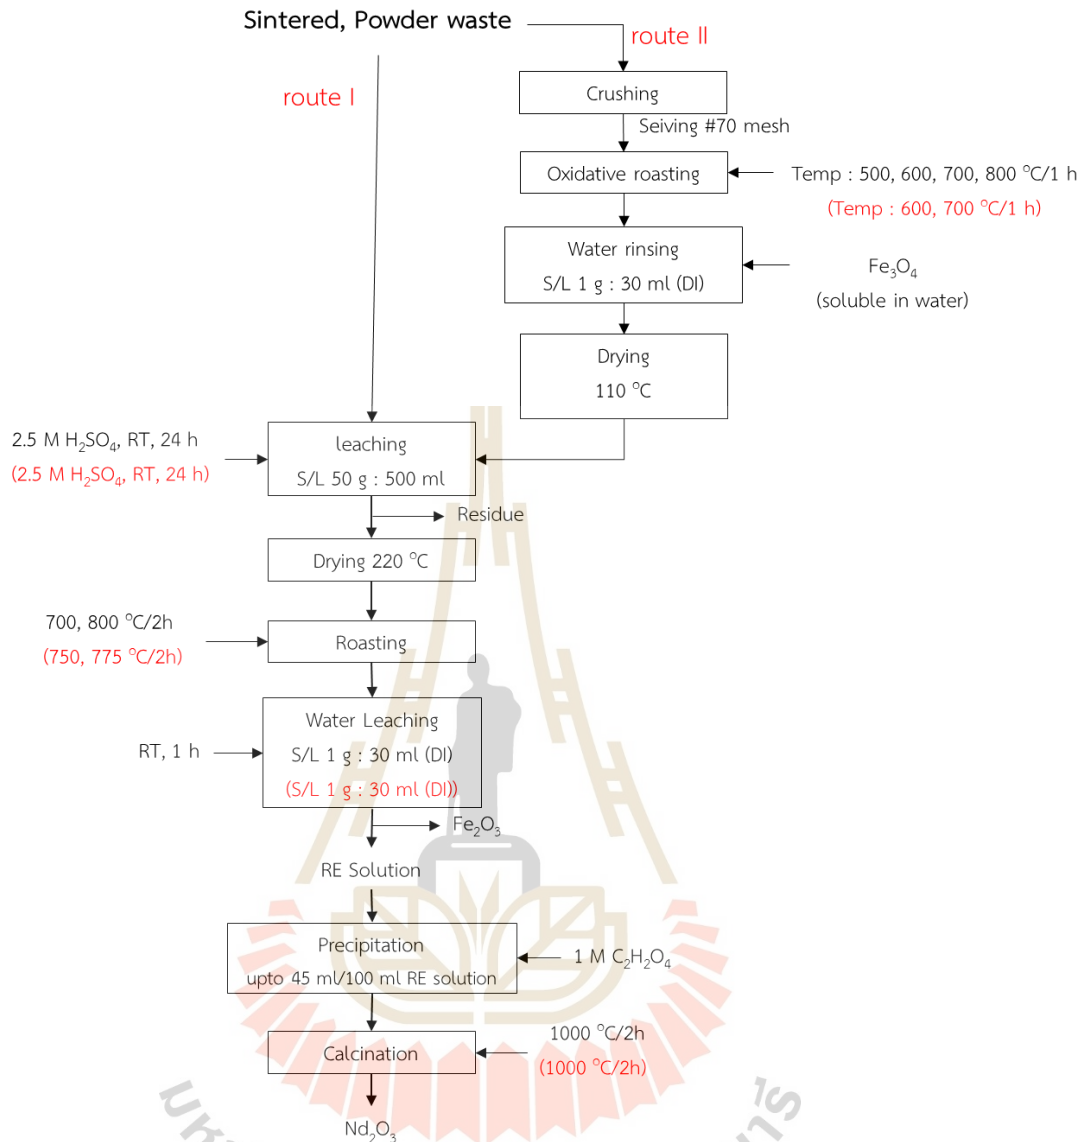 Sintered, Powder waste
route II
route I
Crushing
Seiving #70 mesh
Oxidative roasting
Temp : 500, 600, 700, 800 °C/1 h
(Temp : 600, 700 °C/1 h)
Water rinsing
S/L 1 g : 30 ml (DI)
Fe₃O₄
(soluble in water)
Drying
110 °C
2.5 M H₂SO₄, RT, 24 h
(2.5 M H₂SO₄, RT, 24 h)
leaching
S/L 50 g : 500 ml
Residue
Drying 220 °C
700, 800 °C/2h
(750, 775 °C/2h)
Roasting
Water Leaching
S/L 1 g : 30 ml (DI)
(S/L 1 g : 30 ml (DI))
RT, 1 h
Fe₂O₃
RE Solution
Precipitation
upto 45 ml/100 ml RE solution
1 M C₂H₂O₄
Calcination
1000 °C/2h
(1000 °C/2h)
Nd₂O₃